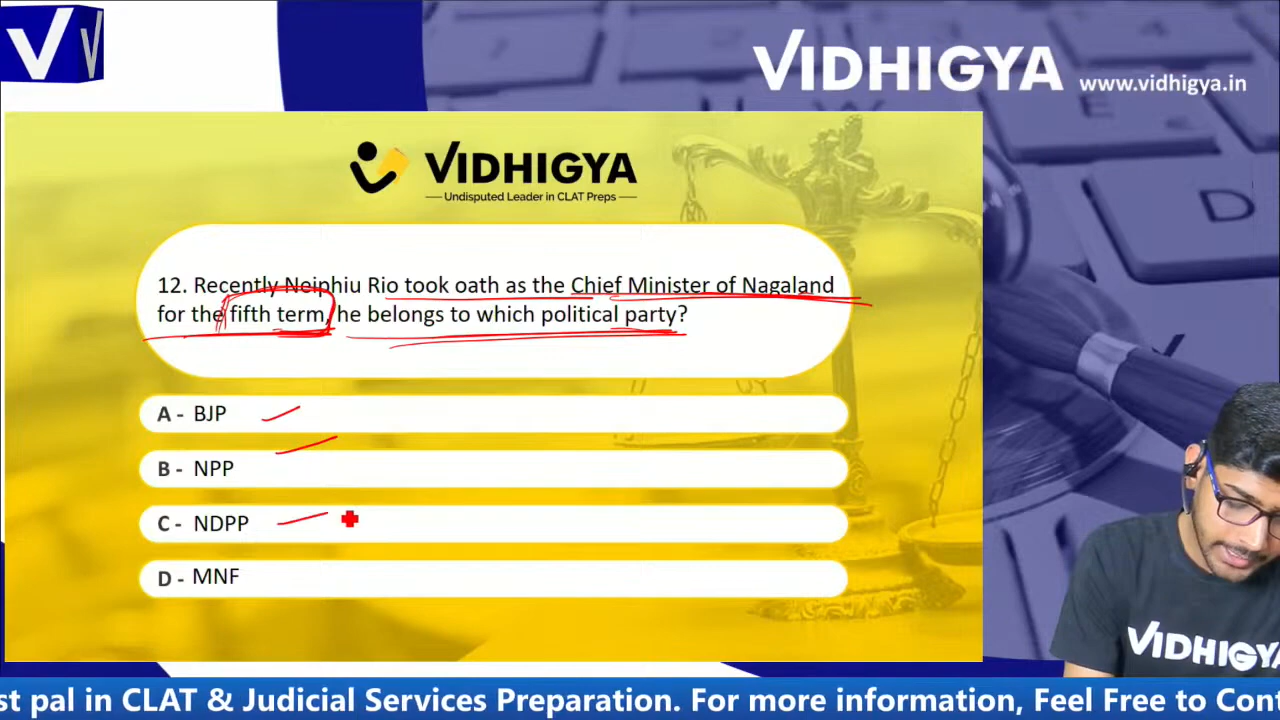 V V
VIDHIGYA www.vidhigya.in
VIDHIGYA
Undisputed Leader in CLAT Preps
12. Recently Neiphiu Rio took oath as the Chief Minister of Nagaland
for the fifth term, he belongs to which political party?
A - BJP
B - NPP
C - NDPP
D - MNF
D
VIDHIGYA
st pal in CLAT & Judicial Services Preparation. For more information, Feel Free to Cont